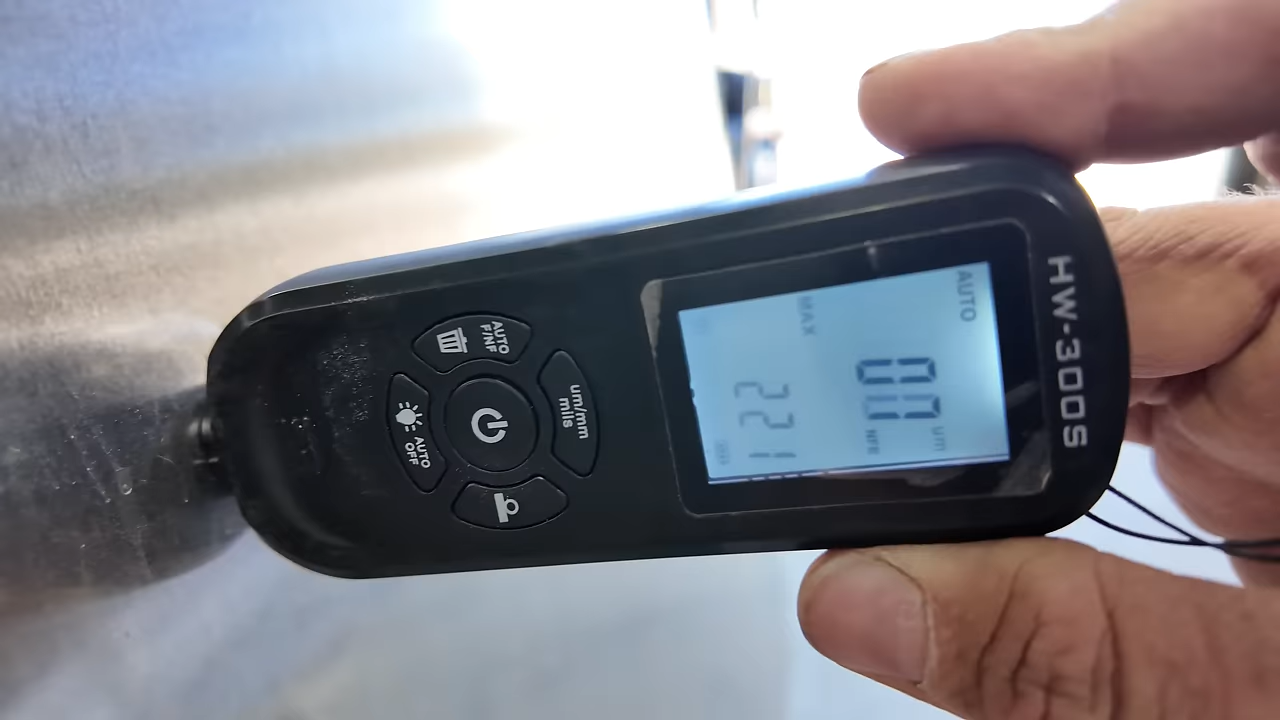 HW-300S
AUTO
um
00
NFe
MAX
221
um/mm
mils
AUTO
F/NF
AUTO
OFF